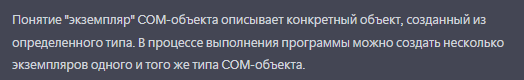 Понятие "экземпляр" COM-объекта описывает конкретный объект, созданный из
определенного типа. В процессе выполнения программы можно создать несколько
экземпляров одного и того же типа COM-объекта.